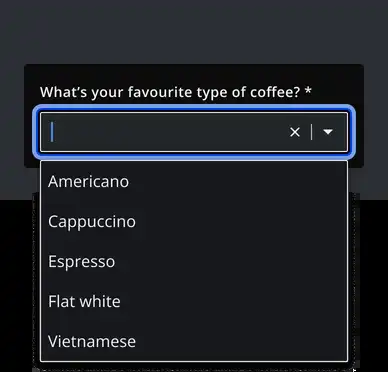 What’s your favourite type of coffee? *
Americano
Cappuccino
Espresso
Flat white
Vietnamese